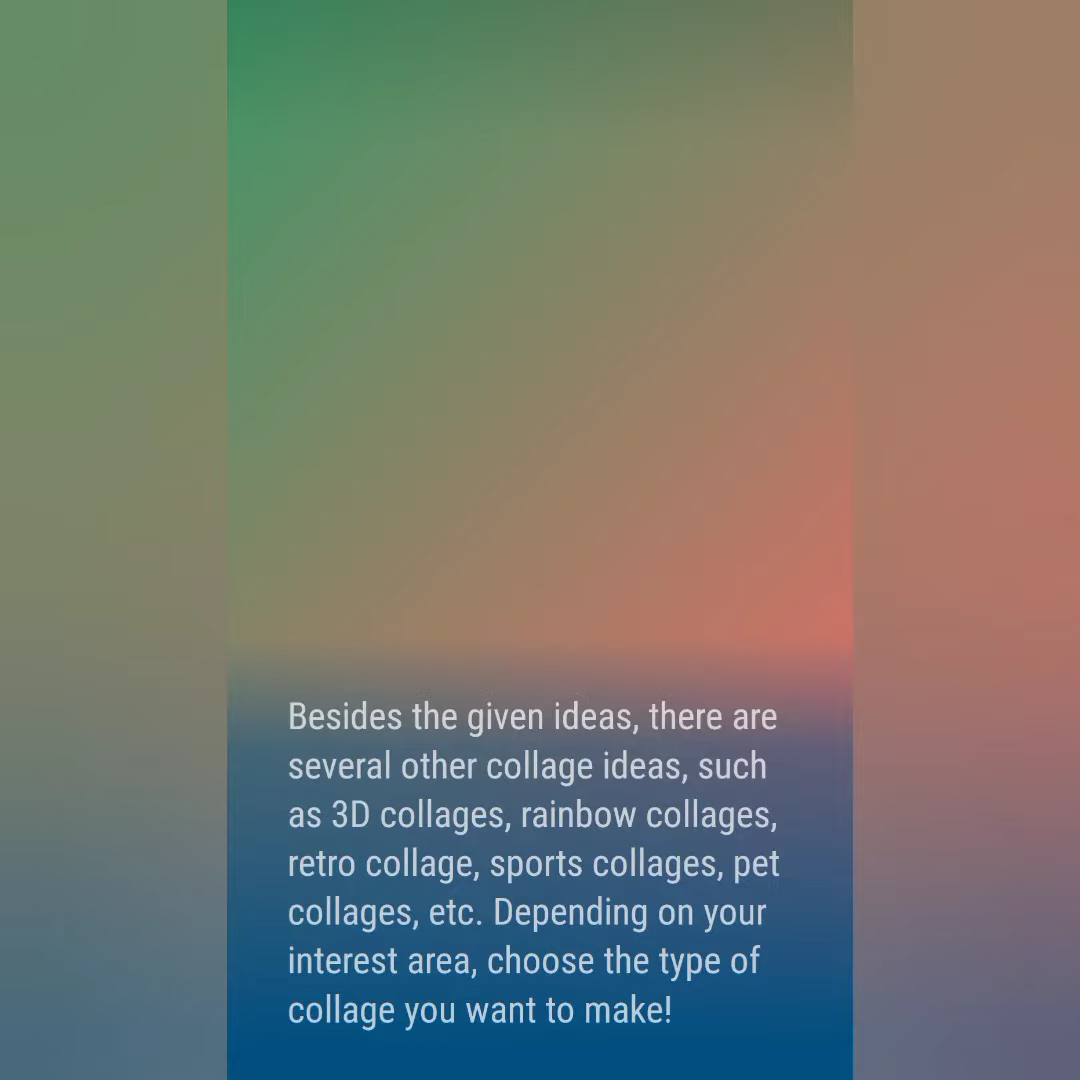 Besides the given ideas, there are
several other collage ideas, such
as 3D collages, rainbow collages,
retro collage, sports collages, pet
collages, etc. Depending on your
interest area, choose the type of
collage you want to make!